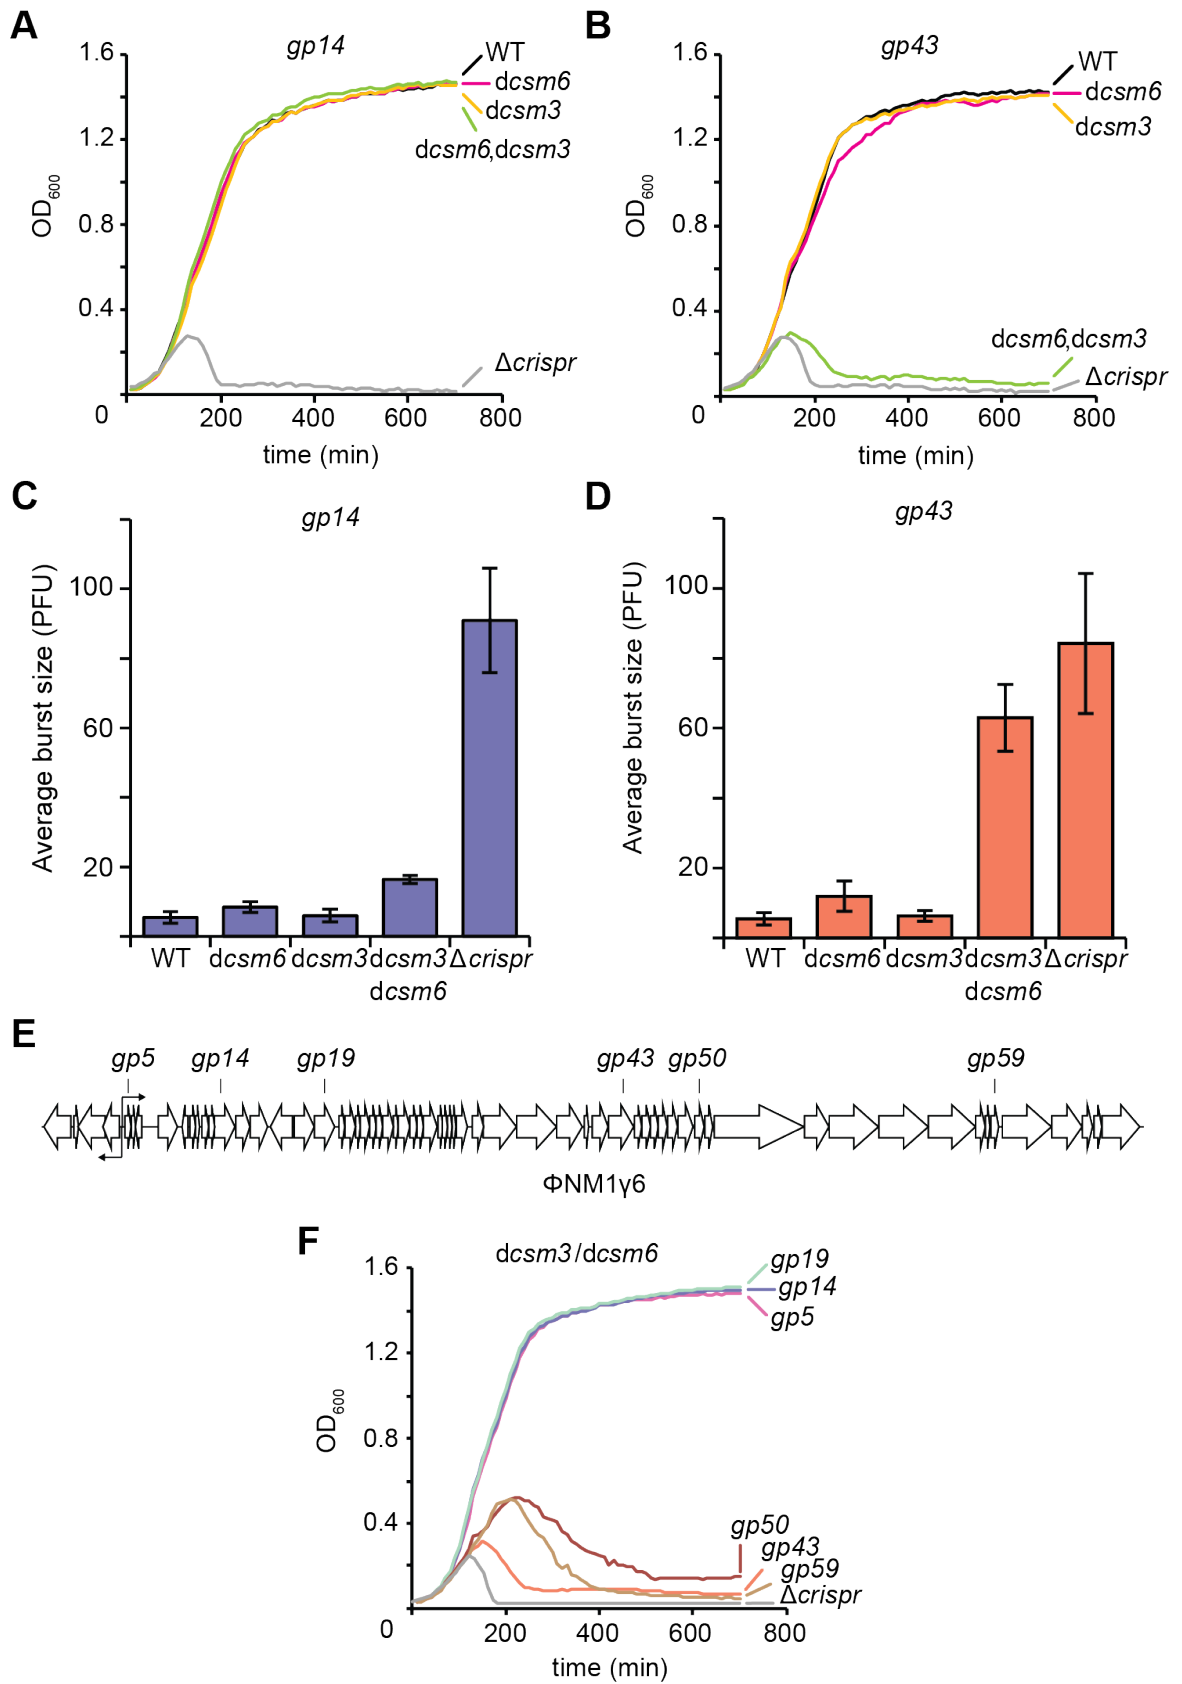 A
gp14
1.6
1.2
0.8
0.4
0
OD600
200
400
600
800
time (min)
WT
dcsm6
dcsm3
dcsm6,dcsm3
Δcrispr
B
gp43
1.6
1.2
0.8
0.4
0
OD600
200
400
600
800
time (min)
WT
dcsm6
dcsm3
dcsm6,dcsm3
Δcrispr
C
gp14
Average burst size (PFU)
100
60
20
WT dcsm6 dcsm3 dcsm3 Δcrispr
dcsm6
D
gp43
Average burst size (PFU)
100
60
20
WT dcsm6 dcsm3 dcsm3 Δcrispr
dcsm6
E
gp5 gp14 gp19 gp43 gp50 gp59
ΦNM1γ6
F
dcsm3/dcsm6
1.6
1.2
0.8
0.4
0
OD600
200
400
600
800
time (min)
gp19
gp14
gp5
gp50
gp43
gp59
Δcrispr